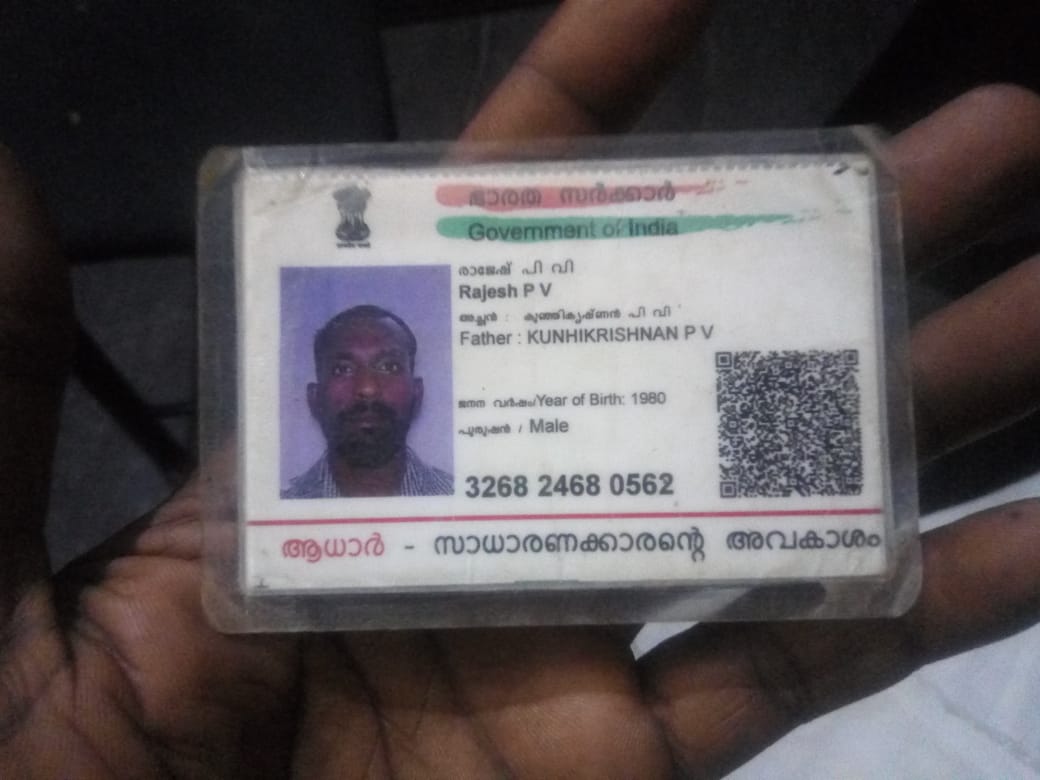 ഭാരത സർക്കാർ
Government of India
രാജേഷ് പി വി
Rajesh P V
അച്ഛൻ : കുഞ്ഞികൃഷ്ണൻ പി വി
Father : KUNHIKRISHNAN P V
ജനന വർഷം/Year of Birth: 1980
പുരുഷൻ / Male
3268 2468 0562
ആധാർ - സാധാരണക്കാരന്റെ അവകാശം